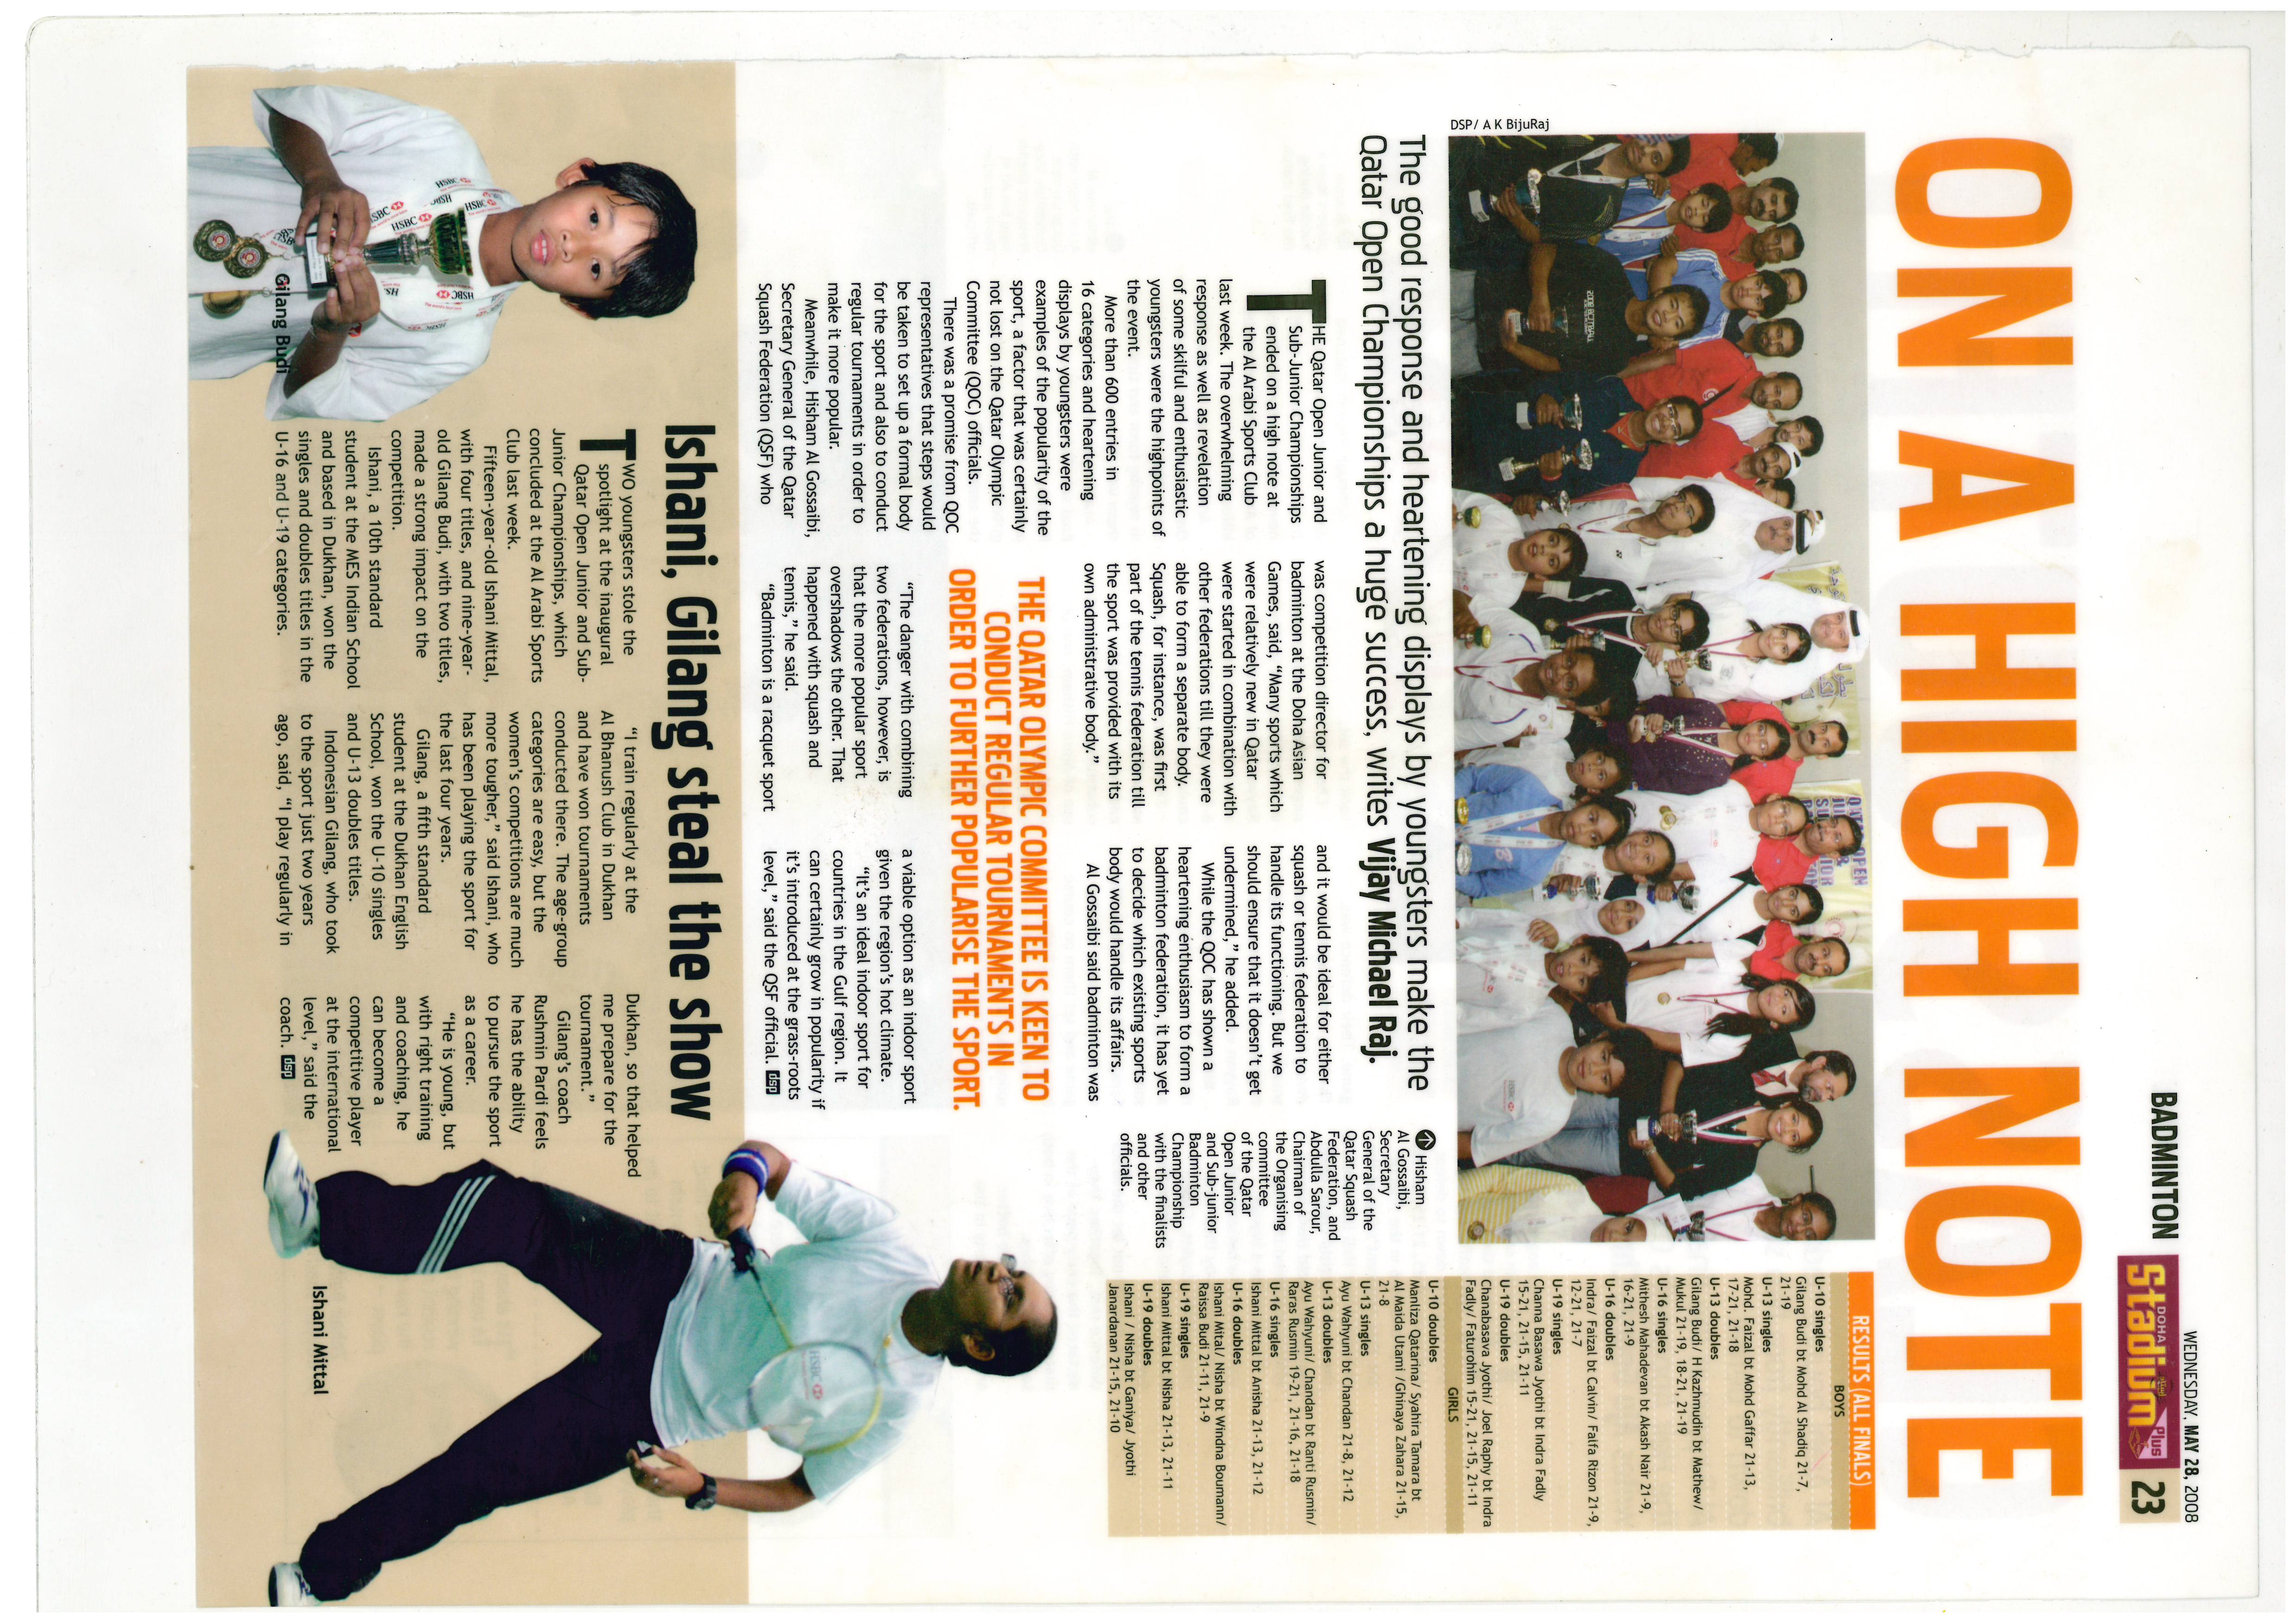 WEDNESDAY, MAY 28, 2008
BADMINTON
DOHA
Stadium
Plus
23
ON A HIGH NOTE
QATAR OPEN
2008 BCITBALL
HSBC
DSP/ A K BijuRaj
The good response and heartening displays by youngsters make the
Qatar Open Championships a huge success, writes Vijay Michael Raj.
Hisham
Al Gossaibi,
Secretary
General of the
Qatar Squash
Federation, and
Abdulla Sarour,
Chairman of
the Organising
committee
of the Qatar
Open Junior
and Sub-junior
Badminton
Championship
with the finalists
and other
officials.
RESULTS (ALL FINALS)
BOYS
U-10 singles
Gilang Budi bt Mohd Al Shadiq 21-7,
21-19
U-13 singles
Mohd. Faizal bt Mohd Gaffar 21-13,
17-21, 21-18
U-13 doubles
Gilang Budi/ H Kazhmudin bt Mathew/
Mukul 21-19, 18-21, 21-19
U-16 singles
Mithesh Mahadevan bt Akash Nair 21-9,
16-21, 21-9
U-16 doubles
Indra/ Faizal bt Calvin/ Falfa Rizon 21-9,
12-21, 21-7
U-19 singles
Channa Basawa Jyothi bt Indra Fadly
15-21, 21-15, 21-11
U-19 doubles
Chanabasava Jyothi/ Joel Raphy bt Indra
Fadly/ Faturohim 15-21, 21-15, 21-11
GIRLS
U-10 doubles
Manliza Qatarina/ Syahira Tamara bt
Al Maida Utami /Ghinaya Zahara 21-15,
21-8
U-13 singles
Ayu Wahyuni bt Chandan 21-8, 21-12
U-13 doubles
Ayu Wahyuni/ Chandan bt Ranti Rusmin/
Raras Rusmin 19-21, 21-16, 21-18
U-16 singles
Ishani Mittal bt Anisha 21-13, 21-12
U-16 doubles
Ishani Mital/ Nisha bt Windna Boumann/
Raissa Budi 21-11, 21-9
U-19 singles
Ishani Mittal bt Nisha 21-13, 21-11
U-19 doubles
Ishani / Nisha bt Ganiya/ Jyothi
Janardanan 21-15, 21-10
THE Qatar Open Junior and
Sub-Junior Championships
ended on a high note at
the Al Arabi Sports Club
last week. The overwhelming
response as well as revelation
of some skilful and enthusiastic
youngsters were the highpoints of
the event.
More than 600 entries in
16 categories and heartening
displays by youngsters were
examples of the popularity of the
sport, a factor that was certainly
not lost on the Qatar Olympic
Committee (QOC) officials.
There was a promise from QOC
representatives that steps would
be taken to set up a formal body
for the sport and also to conduct
regular tournaments in order to
make it more popular.
Meanwhile, Hisham Al Gossaibi,
Secretary General of the Qatar
Squash Federation (QSF) who
was competition director for
badminton at the Doha Asian
Games, said, “Many sports which
were relatively new in Qatar
were started in combination with
other federations till they were
able to form a separate body.
Squash, for instance, was first
part of the tennis federation till
the sport was provided with its
own administrative body.”
“The danger with combining
two federations, however, is
that the more popular sport
overshadows the other. That
happened with squash and
tennis,” he said.
“Badminton is a racquet sport
and it would be ideal for either
squash or tennis federation to
handle its functioning. But we
should ensure that it doesn’t get
undermined,” he added.
While the QOC has shown a
heartening enthusiasm to form a
badminton federation, it has yet
to decide which existing sports
body would handle its affairs.
Al Gossaibi said badminton was
a viable option as an indoor sport
given the region’s hot climate.
“It’s an ideal indoor sport for
countries in the Gulf region. It
can certainly grow in popularity if
it’s introduced at the grass-roots
level,” said the QSF official. dsp
THE QATAR OLYMPIC COMMITTEE IS KEEN TO
CONDUCT REGULAR TOURNAMENTS IN
ORDER TO FURTHER POPULARISE THE SPORT.
HSBC
Ishani, Gilang steal the show
TWO youngsters stole the
spotlight at the inaugural
Qatar Open Junior and Sub-
Junior Championships, which
concluded at the Al Arabi Sports
Club last week.
Fifteen-year-old Ishani Mittal,
with four titles, and nine-year-
old Gilang Budi, with two titles,
made a strong impact on the
competition.
Ishani, a 10th standard
student at the MES Indian School
and based in Dukhan, won the
singles and doubles titles in the
U-16 and U-19 categories.
“I train regularly at the
Al Bhanush Club in Dukhan
and have won tournaments
conducted there. The age-group
categories are easy, but the
women’s competitions are much
more tougher,” said Ishani, who
has been playing the sport for
the last four years.
Gilang, a fifth standard
student at the Dukhan English
School, won the U-10 singles
and U-13 doubles titles.
Indonesian Gilang, who took
to the sport just two years
ago, said, “I play regularly in
Dukhan, so that helped
me prepare for the
tournament.”
Gilang’s coach
Rushmin Pardi feels
he has the ability
to pursue the sport
as a career.
“He is young, but
with right training
and coaching, he
can become a
competitive player
at the international
level,” said the
coach. dsp
HSBC
HSBC
HSBC
Gilang Budi
Ishani Mittal